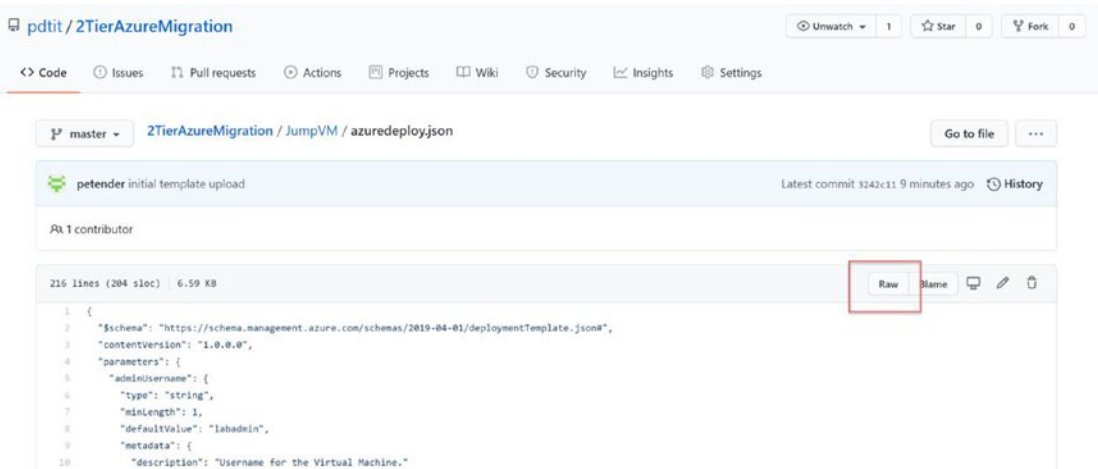 pdtit / 2TierAzureMigration
Unwatch 1 Star 0 Fork 0
<> Code Issues Pull requests Actions Projects Wiki Security Insights Settings
master 2TierAzureMigration / JumpVM / azuredeploy.json Go to file ...
petender initial template upload Latest commit 3242c11 9 minutes ago History
1 contributor
216 lines (204 sloc) 6.59 KB Raw Blame
1 {
2 "$schema": "https://schema.management.azure.com/schemas/2019-04-01/deploymentTemplate.json#",
3 "contentVersion": "1.0.0.0",
4 "parameters": {
5 "adminUsername": {
6 "type": "string",
7 "minLength": 1,
8 "defaultValue": "labadmin",
9 "metadata": {
10 "description": "Username for the Virtual Machine."